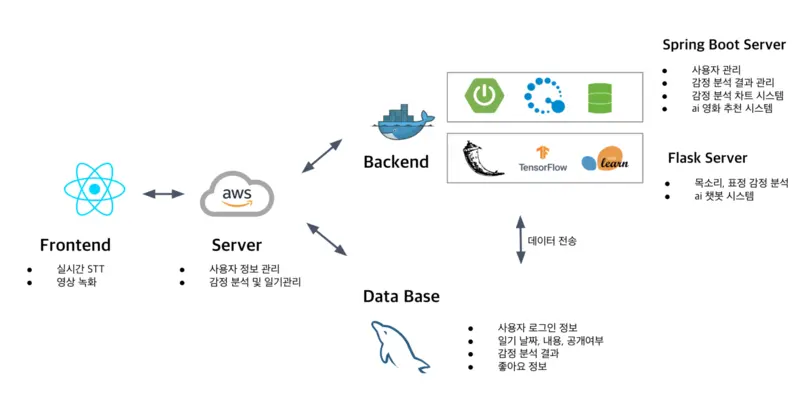 Spring Boot Server
● 사용자 관리
● 감정 분석 결과 관리
● 감정 분석 차트 시스템
● ai 영화 추천 시스템
Backend
TensorFlow
learn
Flask Server
● 목소리, 표정 감정 분석
● ai 챗봇 시스템
aws
Frontend
● 실시간 STT
● 영상 녹화
Server
● 사용자 정보 관리
● 감정 분석 및 일기관리
데이터 전송
Data Base
● 사용자 로그인 정보
● 일기 날짜, 내용, 공개여부
● 감정 분석 결과
● 좋아요 정보